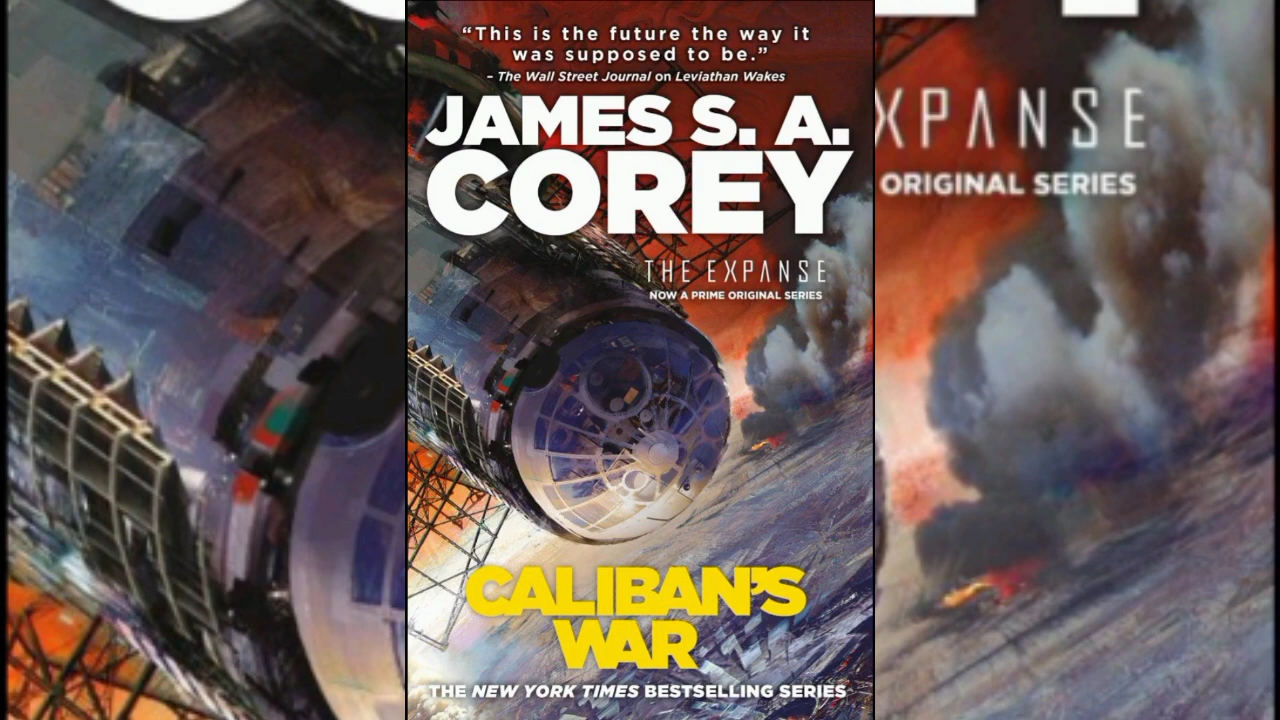 “This is the future the way it
was supposed to be.”
– The Wall Street Journal on Leviathan Wakes
JAMES S. A.
COREY
THE EXPANSE
NOW A PRIME ORIGINAL SERIES
CALIBAN’S
WAR
THE NEW YORK TIMES BESTSELLING SERIES
XPANSE
ORIGINAL SERIES